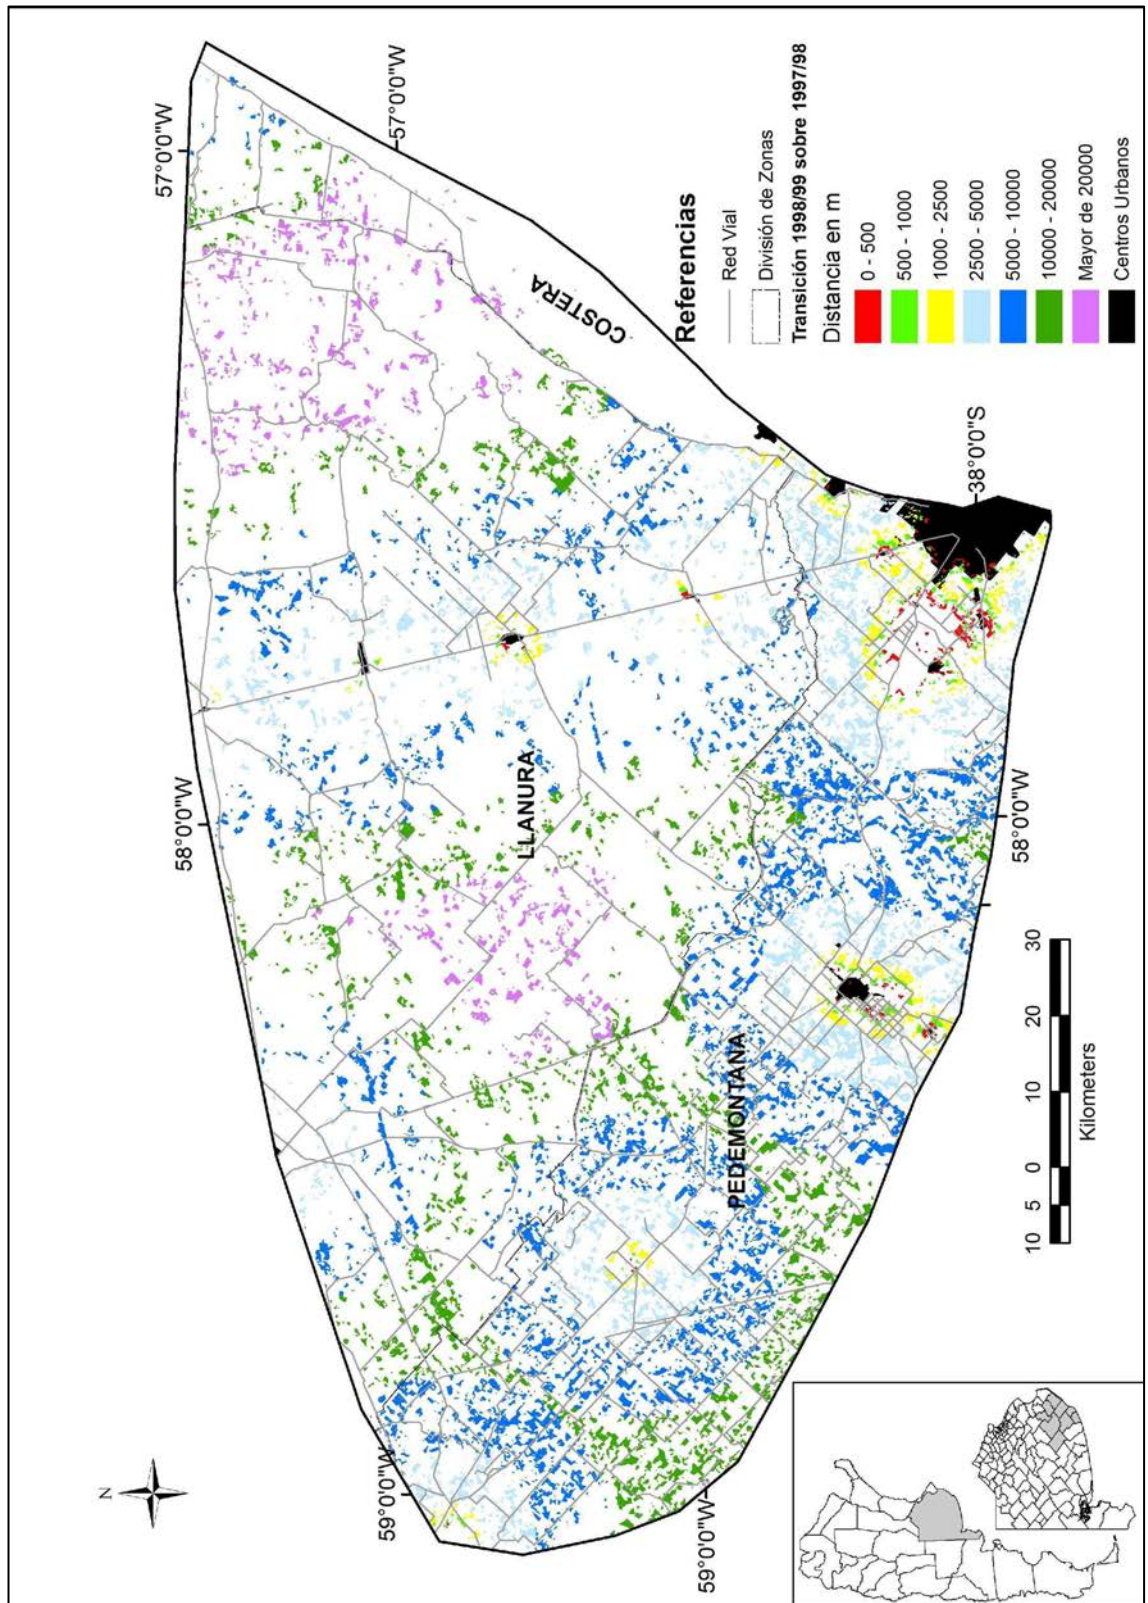 N
57°0'0"W
57°0'0"W
58°0'0"W
58°0'0"W
59°0'0"W
59°0'0"W
38°0'0"S
COSTERA
LLANURA
PEDEMONTANA
Referencias
Red Vial
División de Zonas
Transición 1998/99 sobre 1997/98
Distancia en m
0 - 500
500 - 1000
1000 - 2500
2500 - 5000
5000 - 10000
10000 - 20000
Mayor de 20000
Centros Urbanos
10 5 0 10 20 30
Kilometers